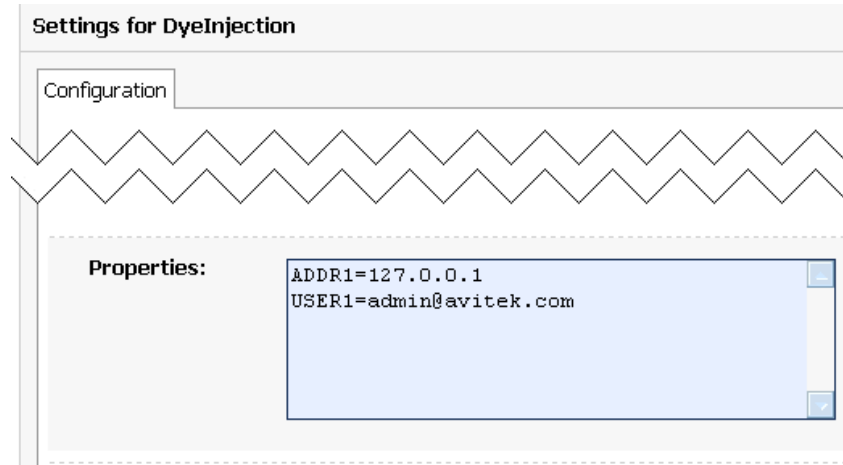 Settings for DyeInjection
Configuration
Properties:
ADDR1=127.0.0.1
USER1=admin@avitek.com